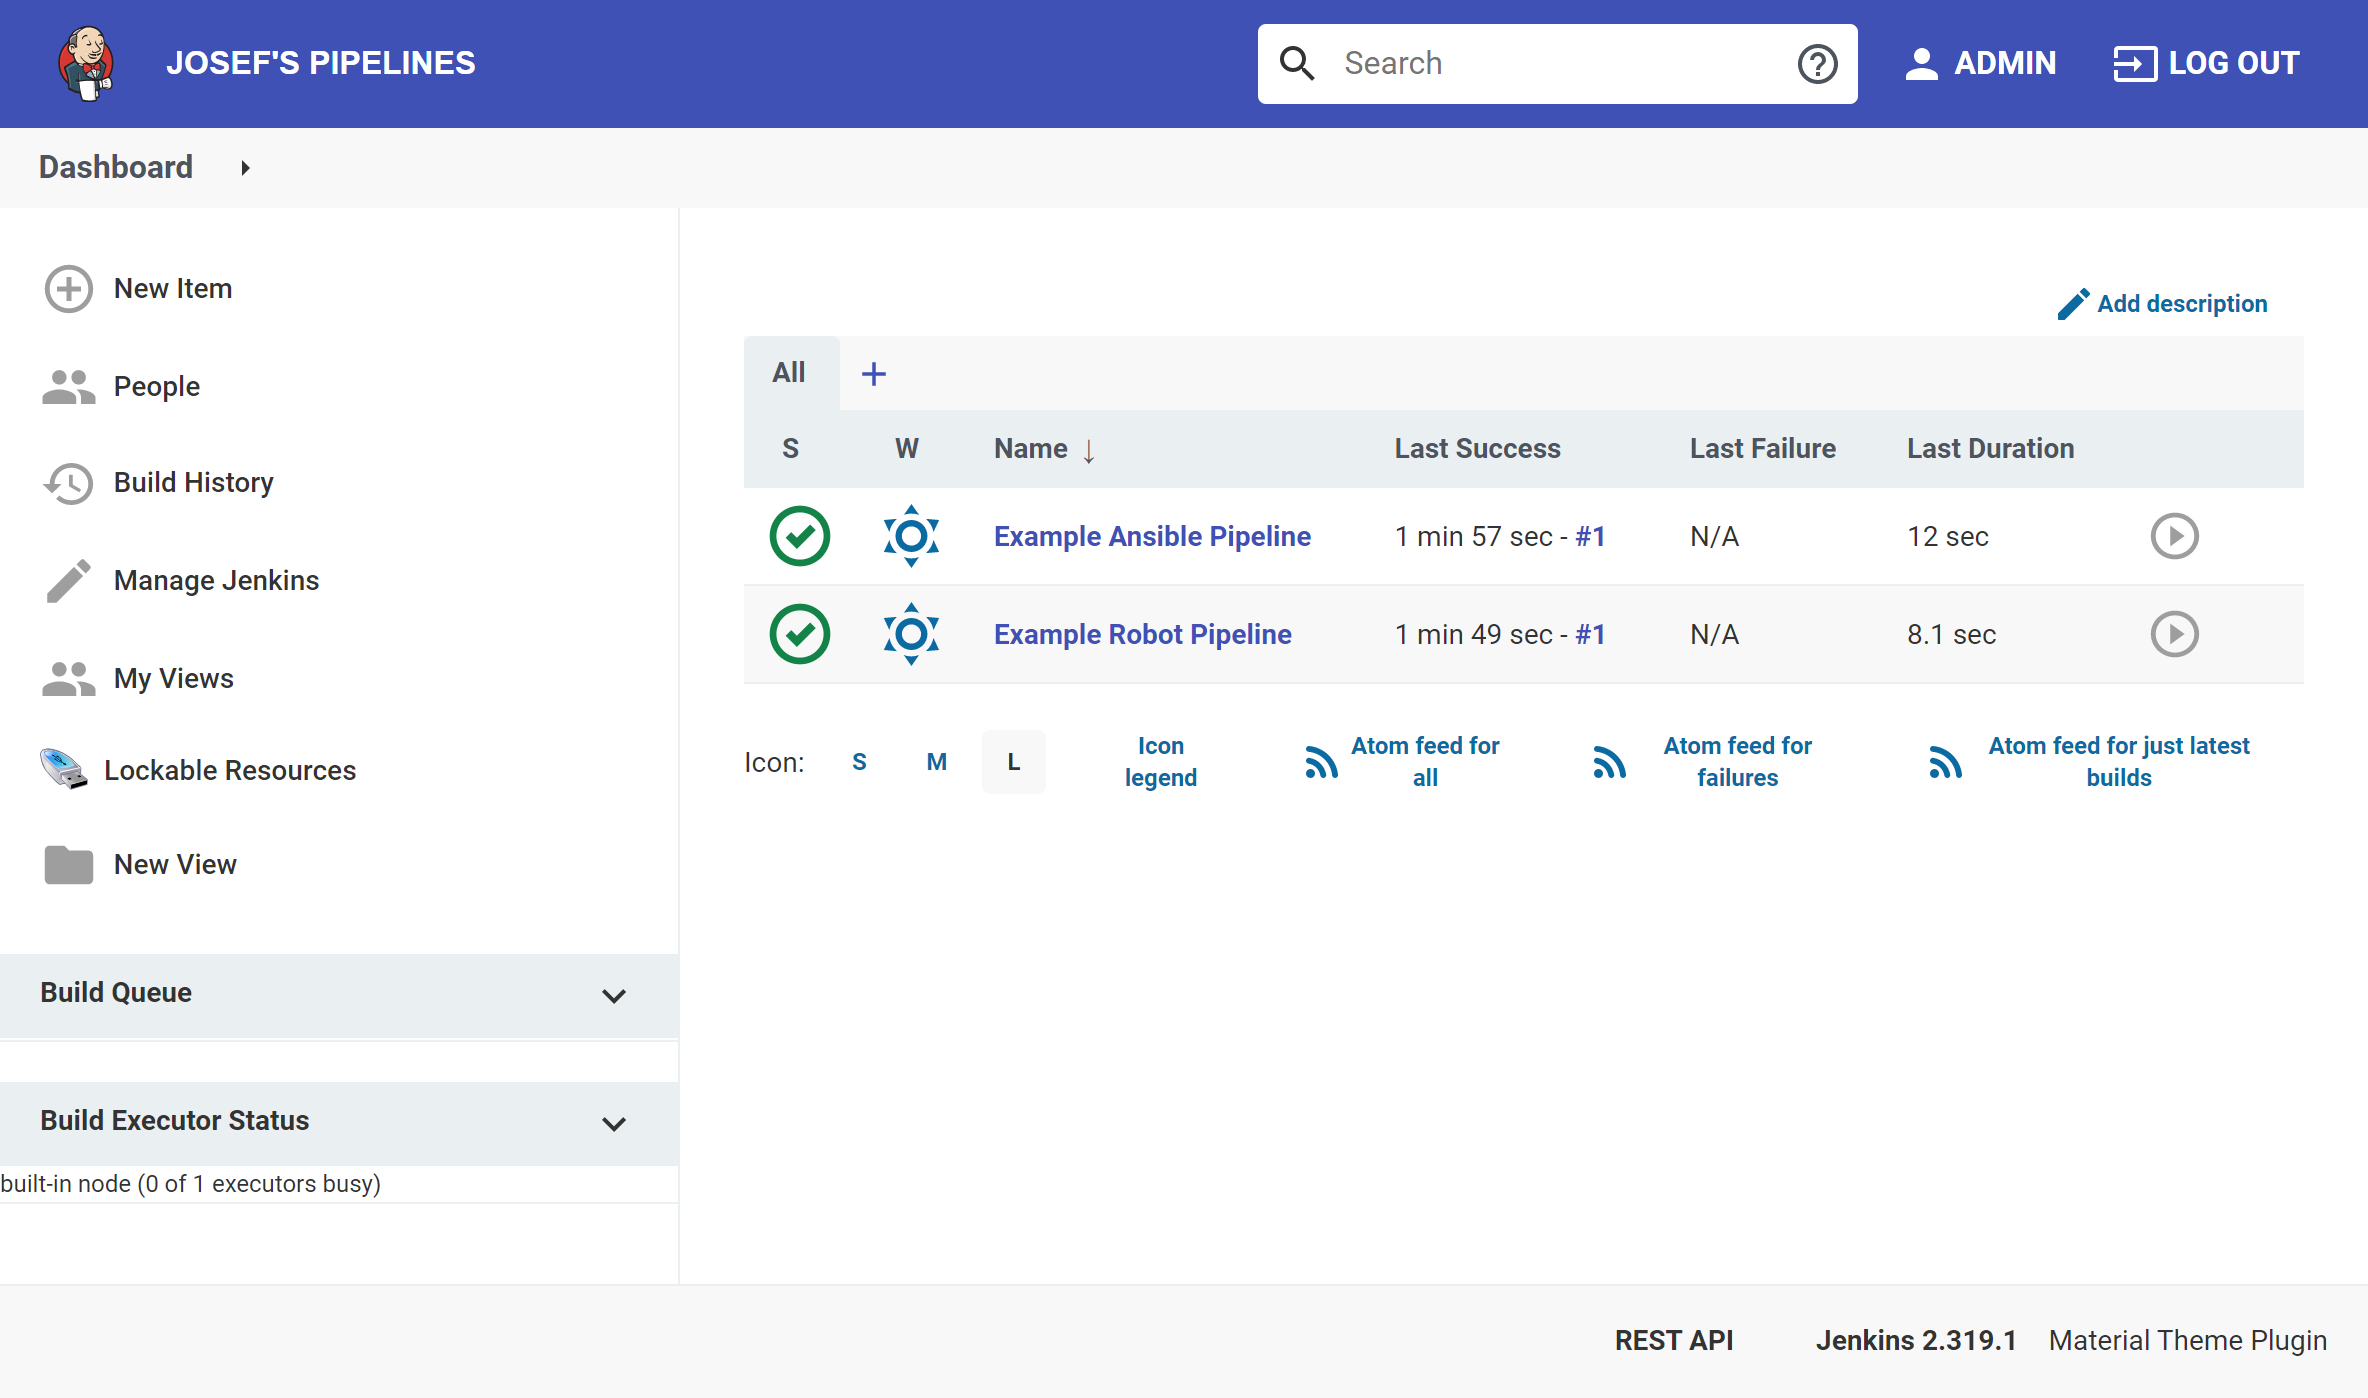 JOSEF'S PIPELINES
Search
ADMIN
LOG OUT
Dashboard
New Item
People
Build History
Manage Jenkins
My Views
Lockable Resources
New View
Build Queue
Build Executor Status
built-in node (0 of 1 executors busy)
Add description
All +
S W Name ↓ Last Success Last Failure Last Duration
Example Ansible Pipeline 1 min 57 sec - #1 N/A 12 sec
Example Robot Pipeline 1 min 49 sec - #1 N/A 8.1 sec
Icon: S M L
Icon
legend
Atom feed for
all
Atom feed for
failures
Atom feed for just latest
builds
REST API Jenkins 2.319.1 Material Theme Plugin